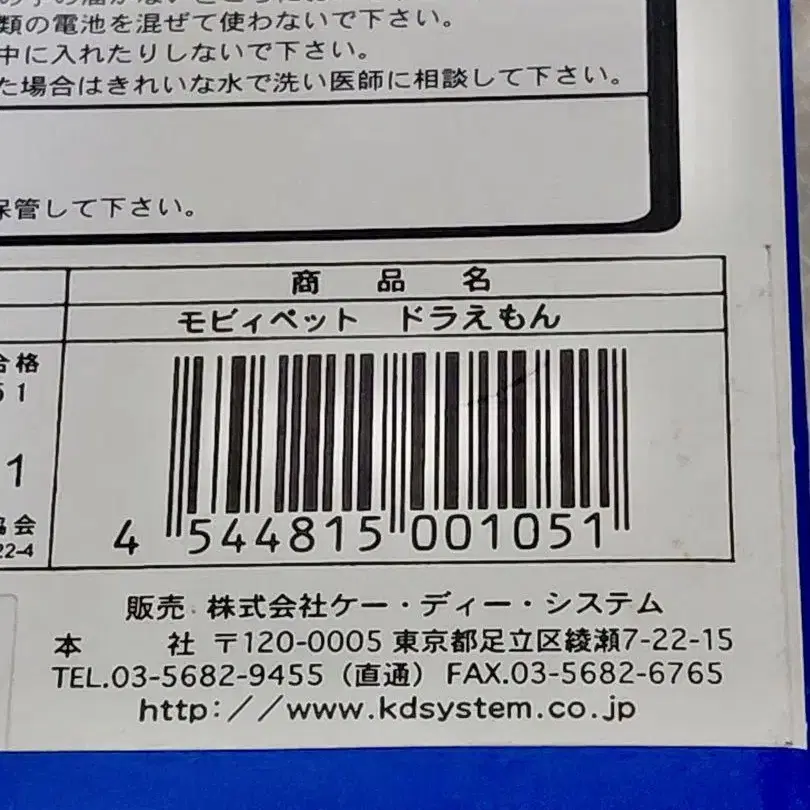 類の電池を混ぜて使わないで下さい。
中に入れたりしないで下さい。
た場合はきれいな水で洗い医師に相談して下さい。
保管して下さい。
商品名
モビィペット ドラえもん
合格
51
1
協会
22-4
4 544815 001051
販売 株式会社ケー・ディー・システム
本社 〒120-0005 東京都足立区綾瀬7-22-15
TEL.03-5682-9455（直通）FAX.03-5682-6765
http://www.kdsystem.co.jp